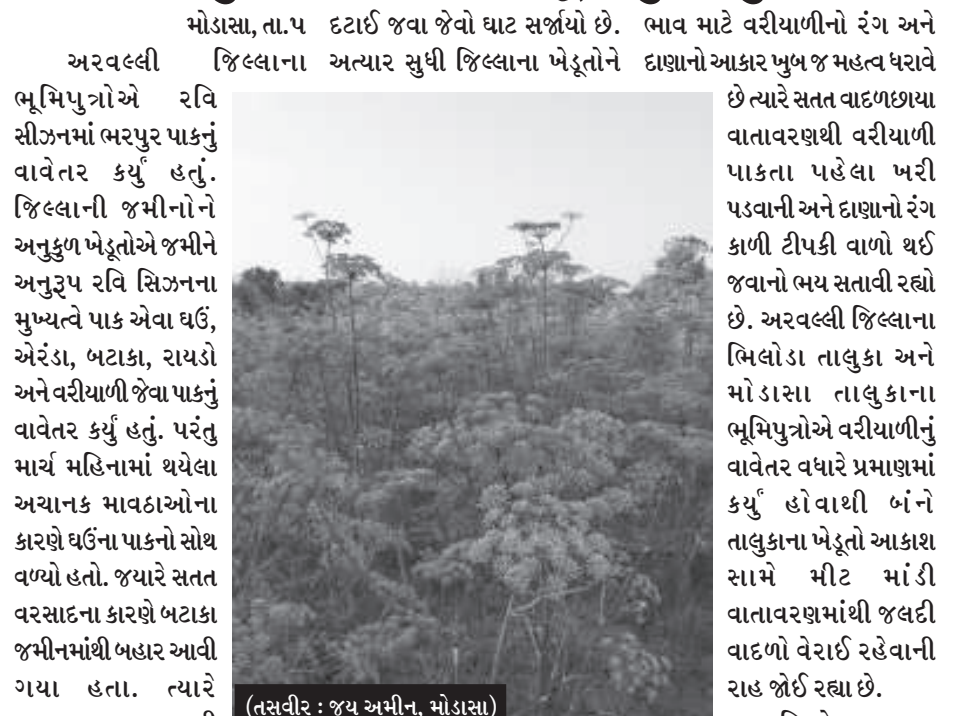 મોડાસા, તા.૫
અરવલ્લી જિલ્લાના
ભૂમિપુત્રોએ રવિ
સીઝનમાં ભરપુર પાકનું
વાવેતર કર્યું હતું.
જિલ્લાની જમીનોને
અનુકુળ ખેડૂતોએ જમીને
અનુરૂપ રવિ સિઝનના
મુખ્યત્વે પાક એવા ઘઉં,
એરંડા, બટાકા, રાયડો
અને વરીયાળી જેવા પાકનું
વાવેતર કર્યું હતું. પરંતુ
માર્ચ મહિનામાં થયેલા
અચાનક માવઠાઓના
કારણે ઘઉંના પાકનો સોથ
વળ્યો હતો. જયારે સતત
વરસાદના કારણે બટાકા
જમીનમાંથી બહાર આવી
ગયા હતા. ત્યારે
દટાઈ જવા જેવો ઘાટ સર્જાયો છે.
અત્યાર સુધી જિલ્લાના ખેડૂતોને
(તસવીર : જય અમીન, મોડાસા)
ભાવ માટે વરીયાળીનો રંગ અને
દાણાનો આકાર ખુબ જ મહત્વ ધરાવે
છે ત્યારે સતત વાદળછાયા
વાતાવરણથી વરીયાળી
પાકતા પહેલા ખરી
પડવાની અને દાણાનો રંગ
કાળી ટીપકી વાળો થઈ
જવાનો ભય સતાવી રહ્યો
છે. અરવલ્લી જિલ્લાના
ભિલોડા તાલુકા અને
મોડાસા તાલુકાના
ભૂમિપુત્રોએ વરીયાળીનું
વાવેતર વધારે પ્રમાણમાં
કર્યું હોવાથી બંને
તાલુકાના ખેડૂતો આકાશ
સામે મીટ માંડી
વાતાવરણમાંથી જલદી
વાદળો વેરાઈ રહેવાની
રાહ જોઈ રહ્યા છે.